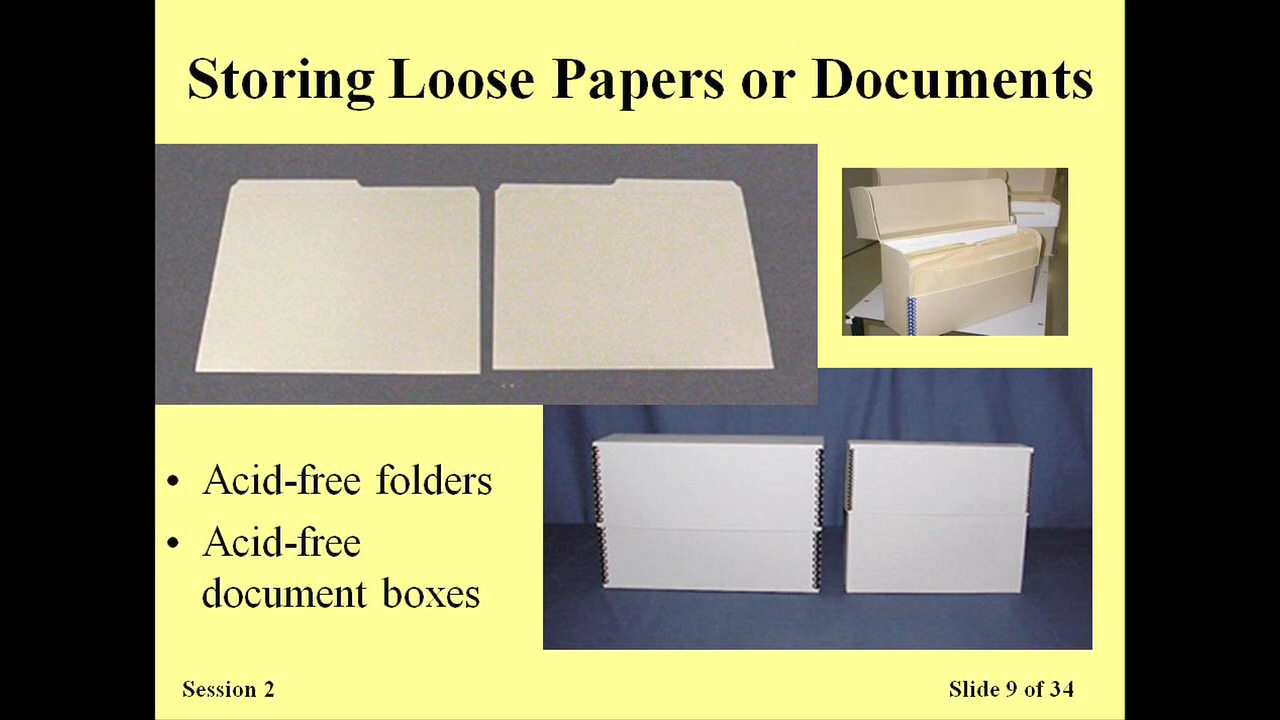 Storing Loose Papers or Documents
• Acid-free folders
• Acid-free
document boxes
Session 2
Slide 9 of 34